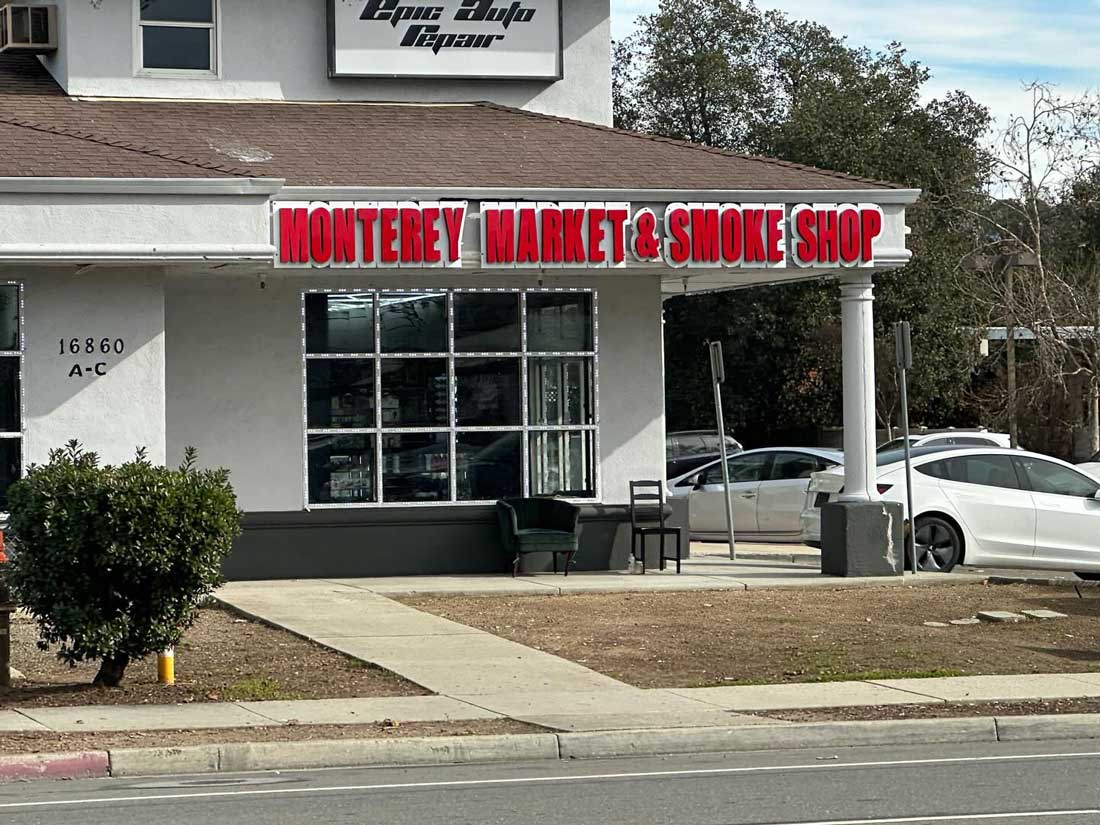 Epic Auto
Repair
MONTEREY MARKET & SMOKE SHOP
16860
A-C